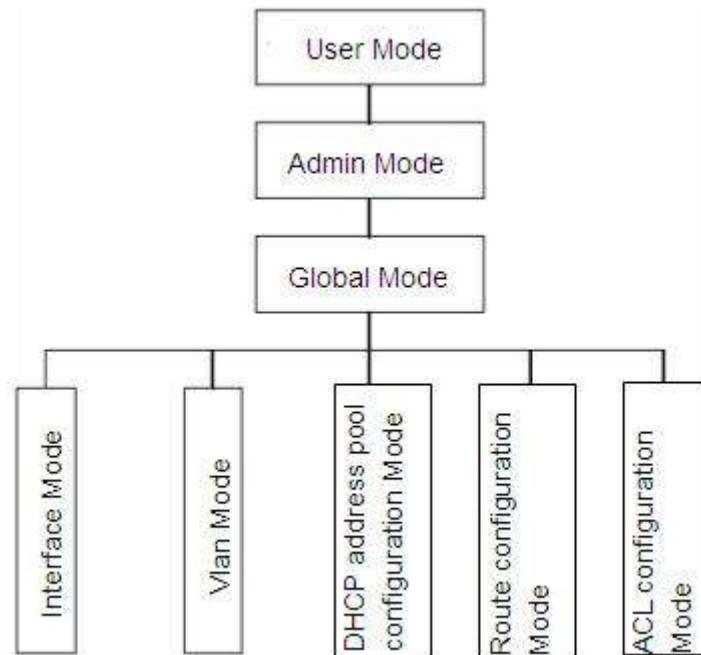 User Mode
Admin Mode
Global Mode
Interface Mode
Vlan Mode
DHCP address pool
configuration Mode
Route configuration
Mode
ACL configuration
Mode